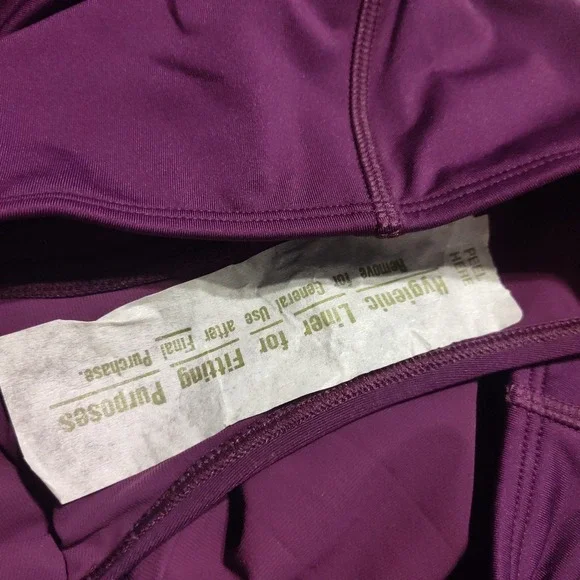 PEEL
HERE
Hygienic Liner for Fitting Purposes
Remove for General Use after Final Purchase.